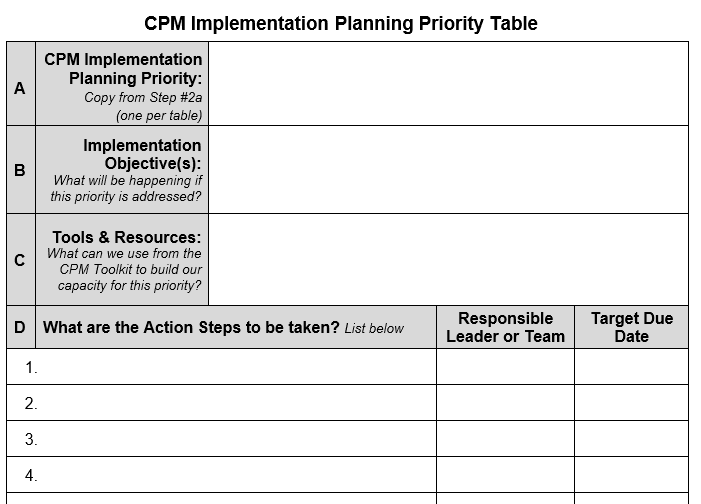 CPM Implementation Planning Priority Table
A
CPM Implementation
Planning Priority:
Copy from Step #2a
(one per table)
B
Implementation
Objective(s):
What will be happening if
this priority is addressed?
C
Tools & Resources:
What can we use from the
CPM Toolkit to build our
capacity for this priority?
D What are the Action Steps to be taken? List below
Responsible
Leader or Team
Target Due
Date
1.
2.
3.
4.